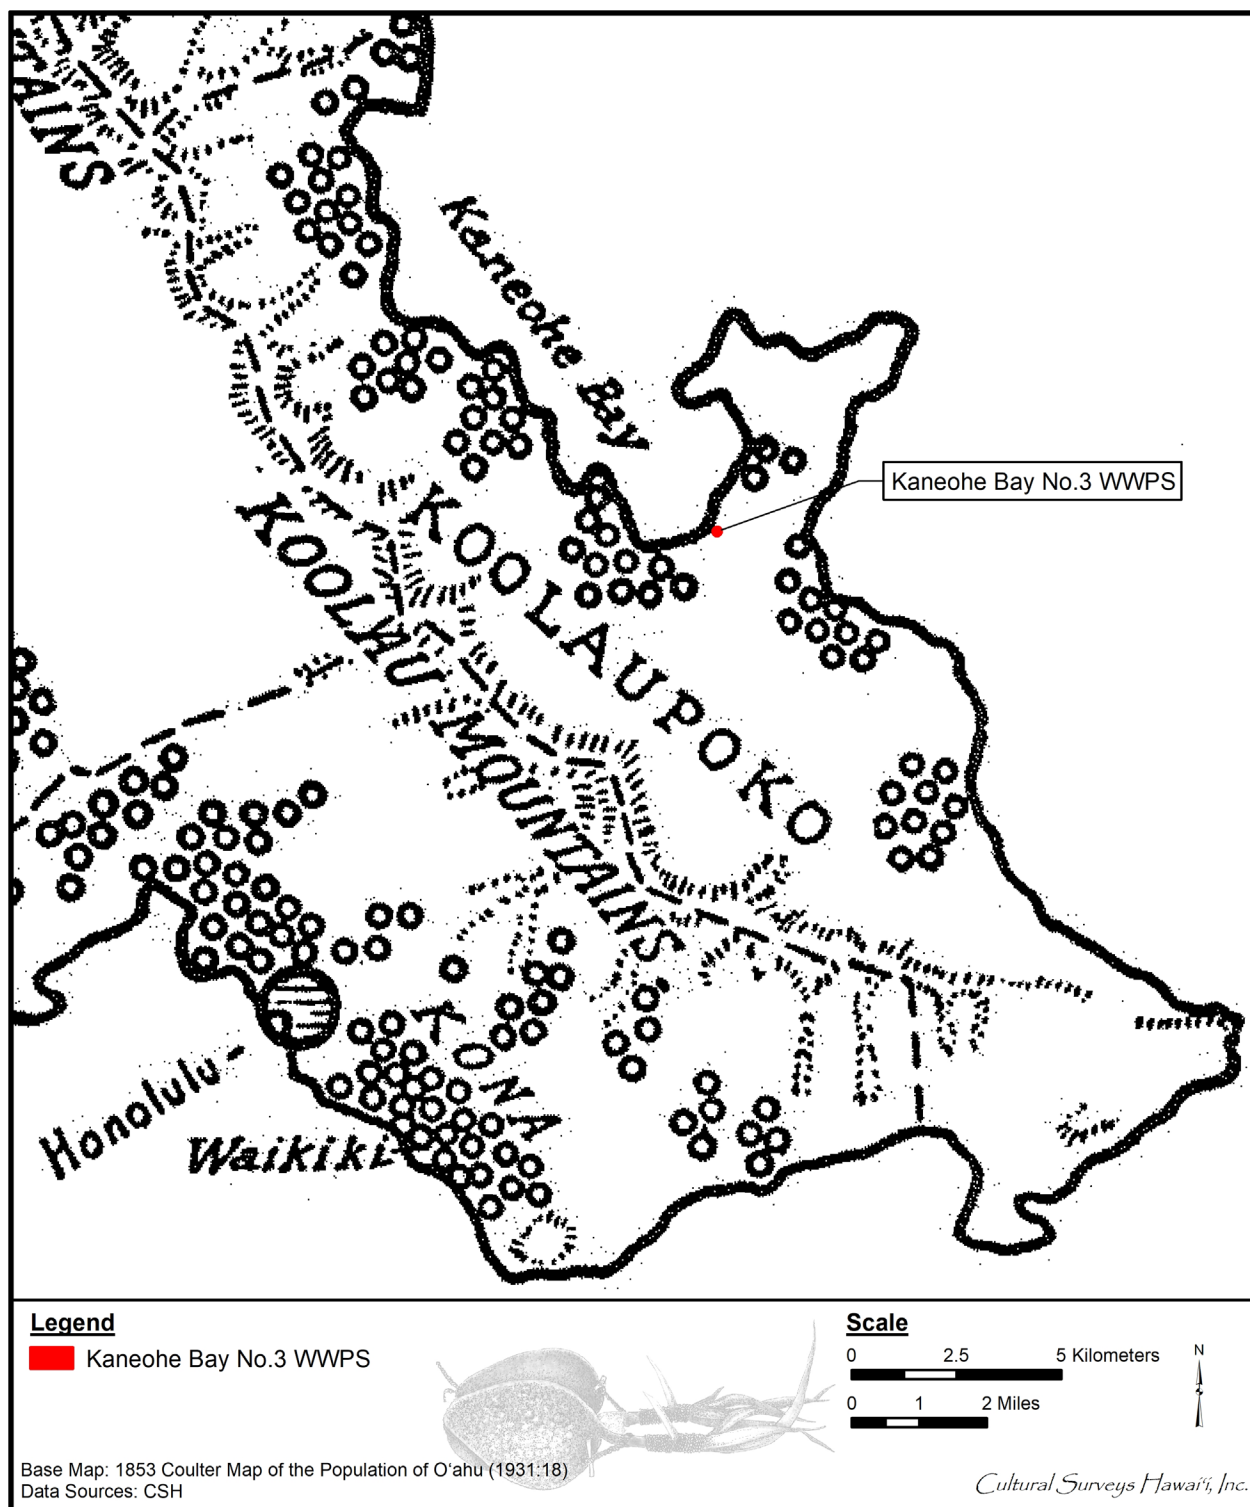 TAINS
Kaneohe Bay
Kaneohe Bay No.3 WWPS
KOOLAUPOKO
KOOLAU MOUNTAINS
KONA
Honolulu
Waikiki
Legend
Kaneohe Bay No.3 WWPS
Scale
0 2.5 5 Kilometers
0 1 2 Miles
N
Base Map: 1853 Coulter Map of the Population of O‘ahu (1931:18)
Data Sources: CSH
Cultural Surveys Hawai‘i, Inc.